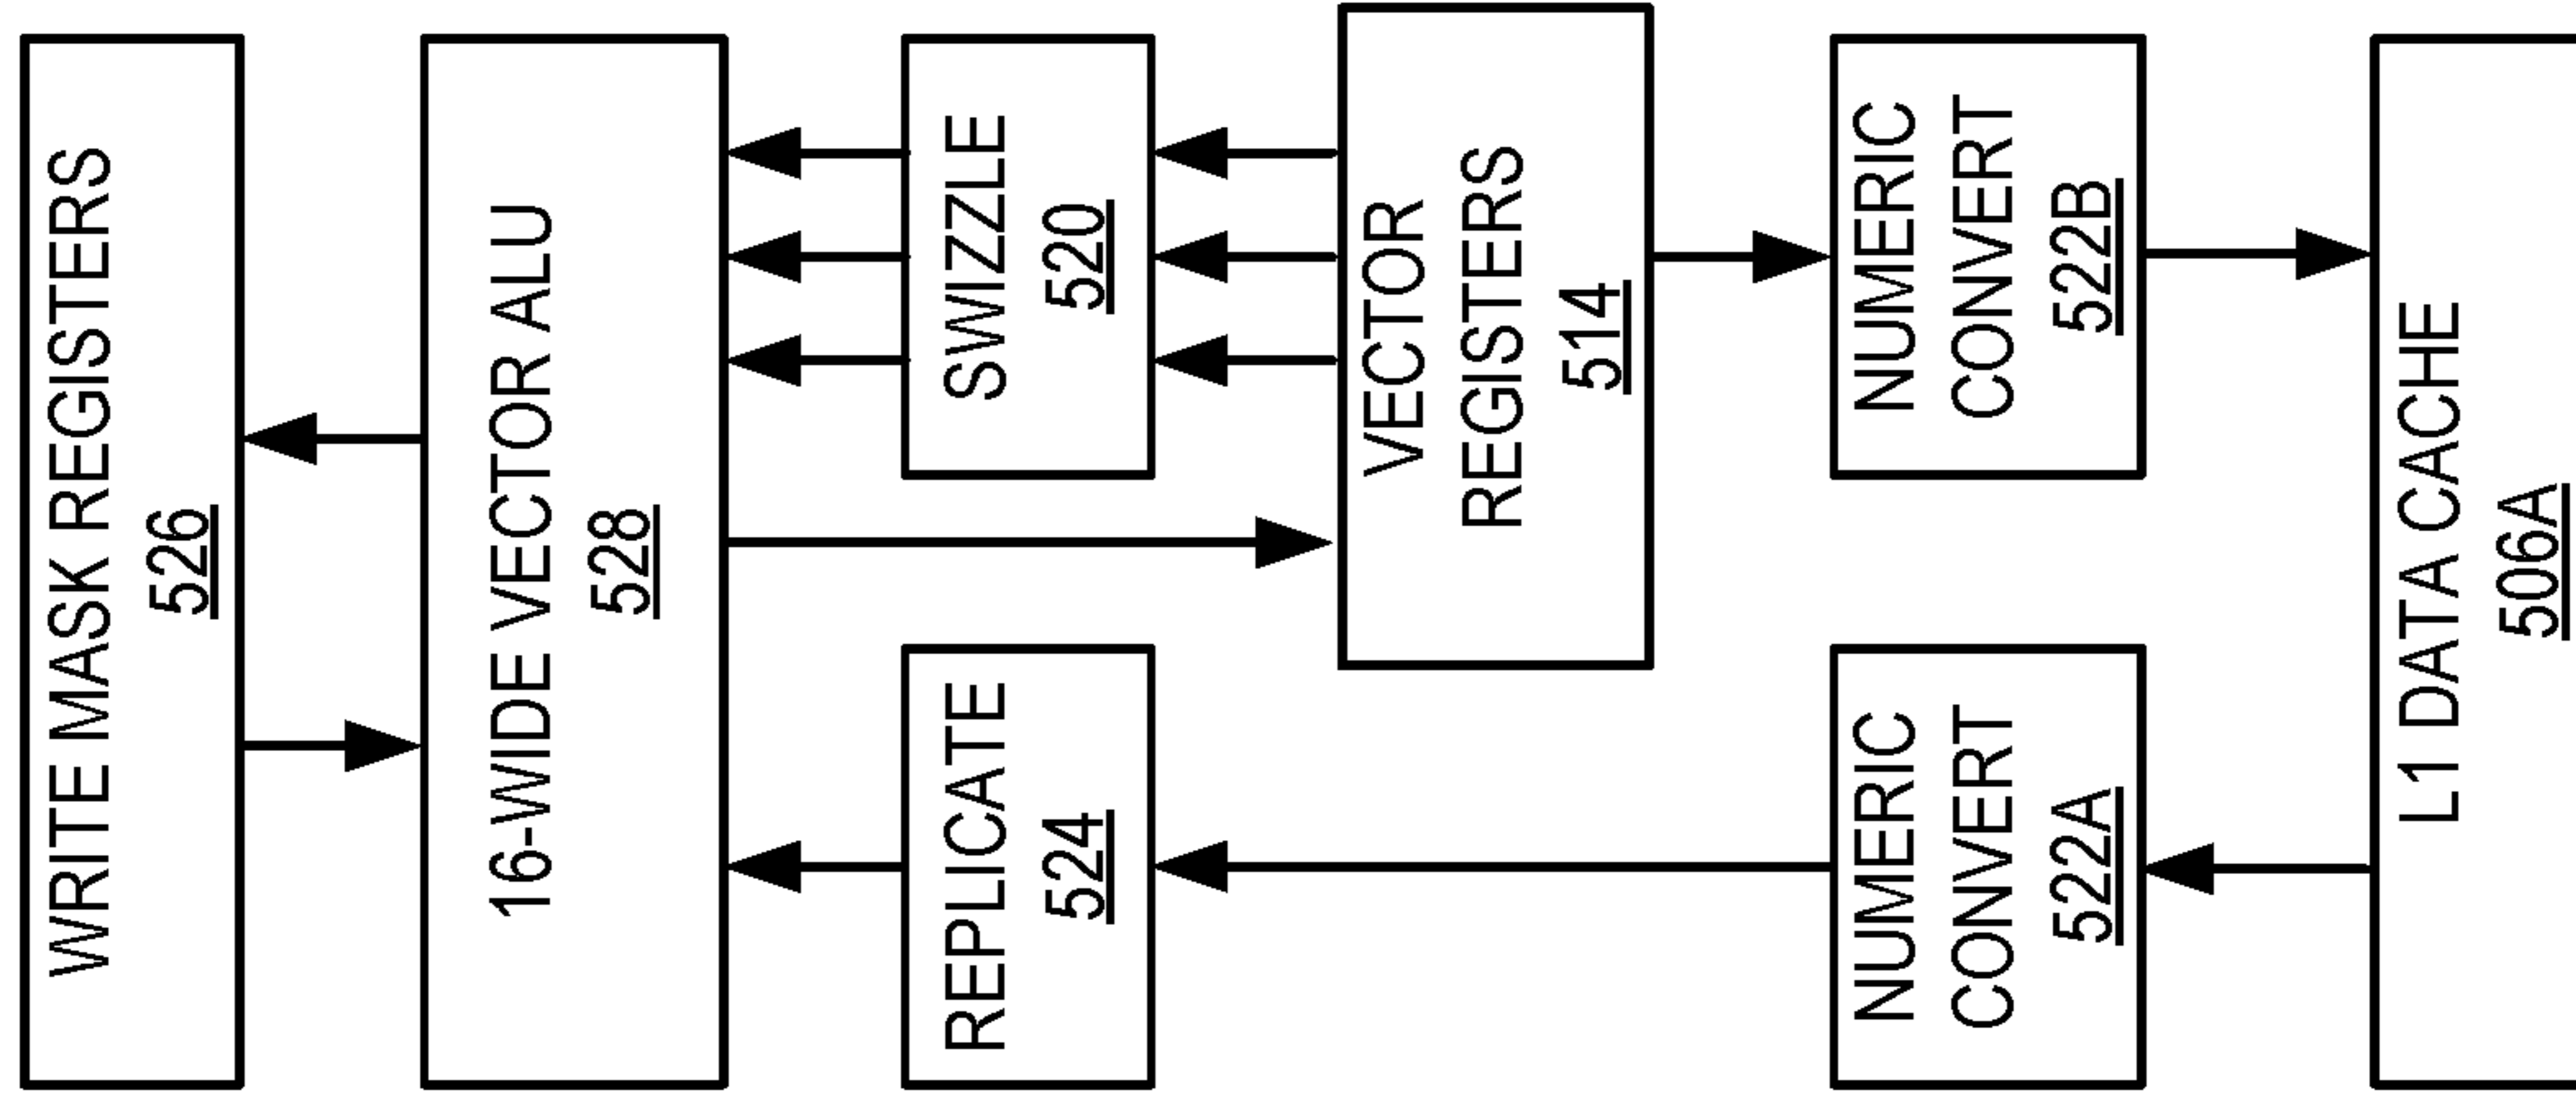 WRITE MASK REGISTERS
526
16-WIDE VECTOR ALU
528
REPLICATE
524
SWIZZLE
520
VECTOR
REGISTERS
514
NUMERIC
CONVERT
522A
NUMERIC
CONVERT
522B
L1 DATA CACHE
506A